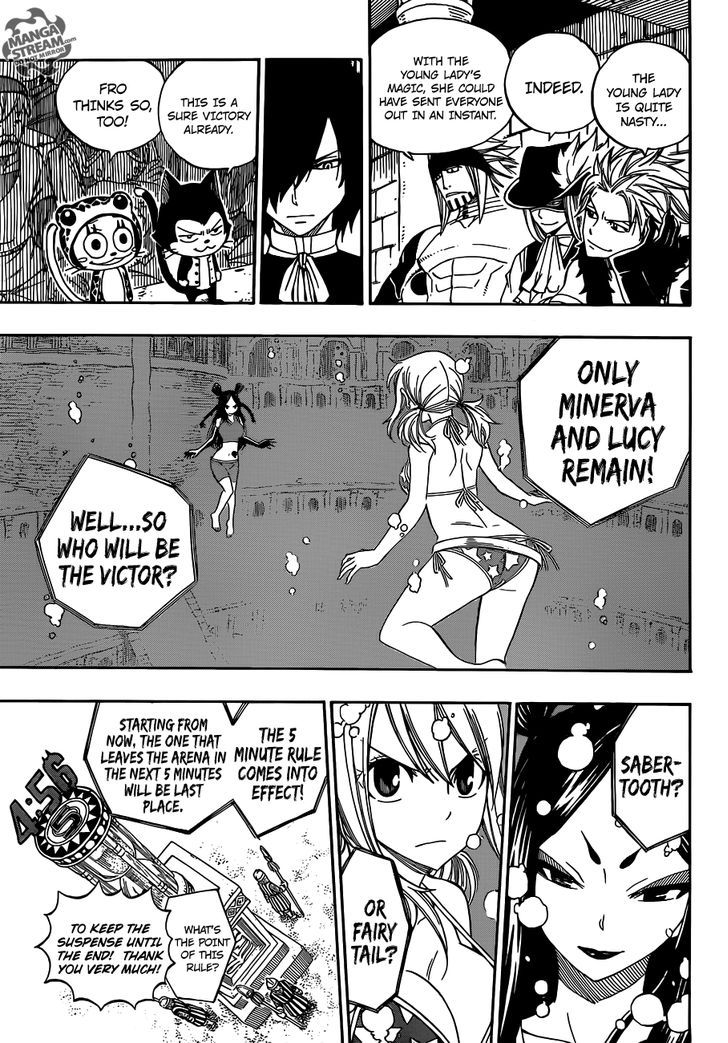 MANGA
STREAM.com
THE
YOUNG LADY
IS QUITE
NASTY...
INDEED.
WITH THE
YOUNG LADY'S
MAGIC, SHE COULD
HAVE SENT EVERYONE
OUT IN AN INSTANT.
THIS IS A
SURE VICTORY
ALREADY.
FRO
THINKS SO,
TOO!
ONLY
MINERVA
AND LUCY
REMAIN!
WELL...SO
WHO WILL BE
THE VICTOR?
SABER-
TOOTH?
OR
FAIRY
TAIL?
THE 5
MINUTE RULE
COMES INTO
EFFECT!
STARTING FROM
NOW, THE ONE THAT
LEAVES THE ARENA IN
THE NEXT 5 MINUTES
WILL BE LAST
PLACE.
4:56
5
WHAT'S
THE POINT
OF THIS
RULE?
TO KEEP THE
SUSPENSE UNTIL
THE END! THANK
YOU VERY MUCH!